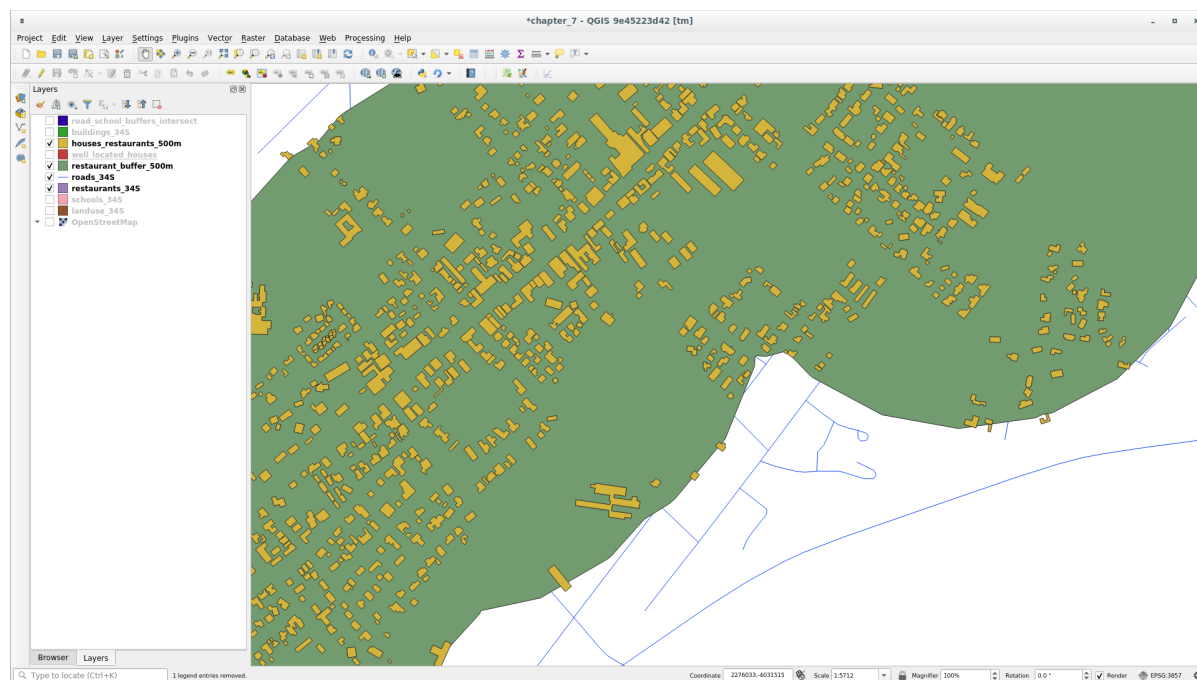 *chapter_7 - QGIS 9e45223d42 [tm]
Project Edit View Layer Settings Plugins Vector Raster Database Web Processing Help
Layers
road_school_buffers_intersect
buildings_34S
houses_restaurants_500m
well_located_houses
restaurant_buffer_500m
roads_34S
restaurants_34S
schools_34S
landuse_34S
OpenStreetMap
Browser Layers
Type to locate (Ctrl+K) 1 legend entries removed. Coordinate 2276033,-4031515 Scale 1:5712 Magnifier 100% Rotation 0.0 ° Render EPSG:3857